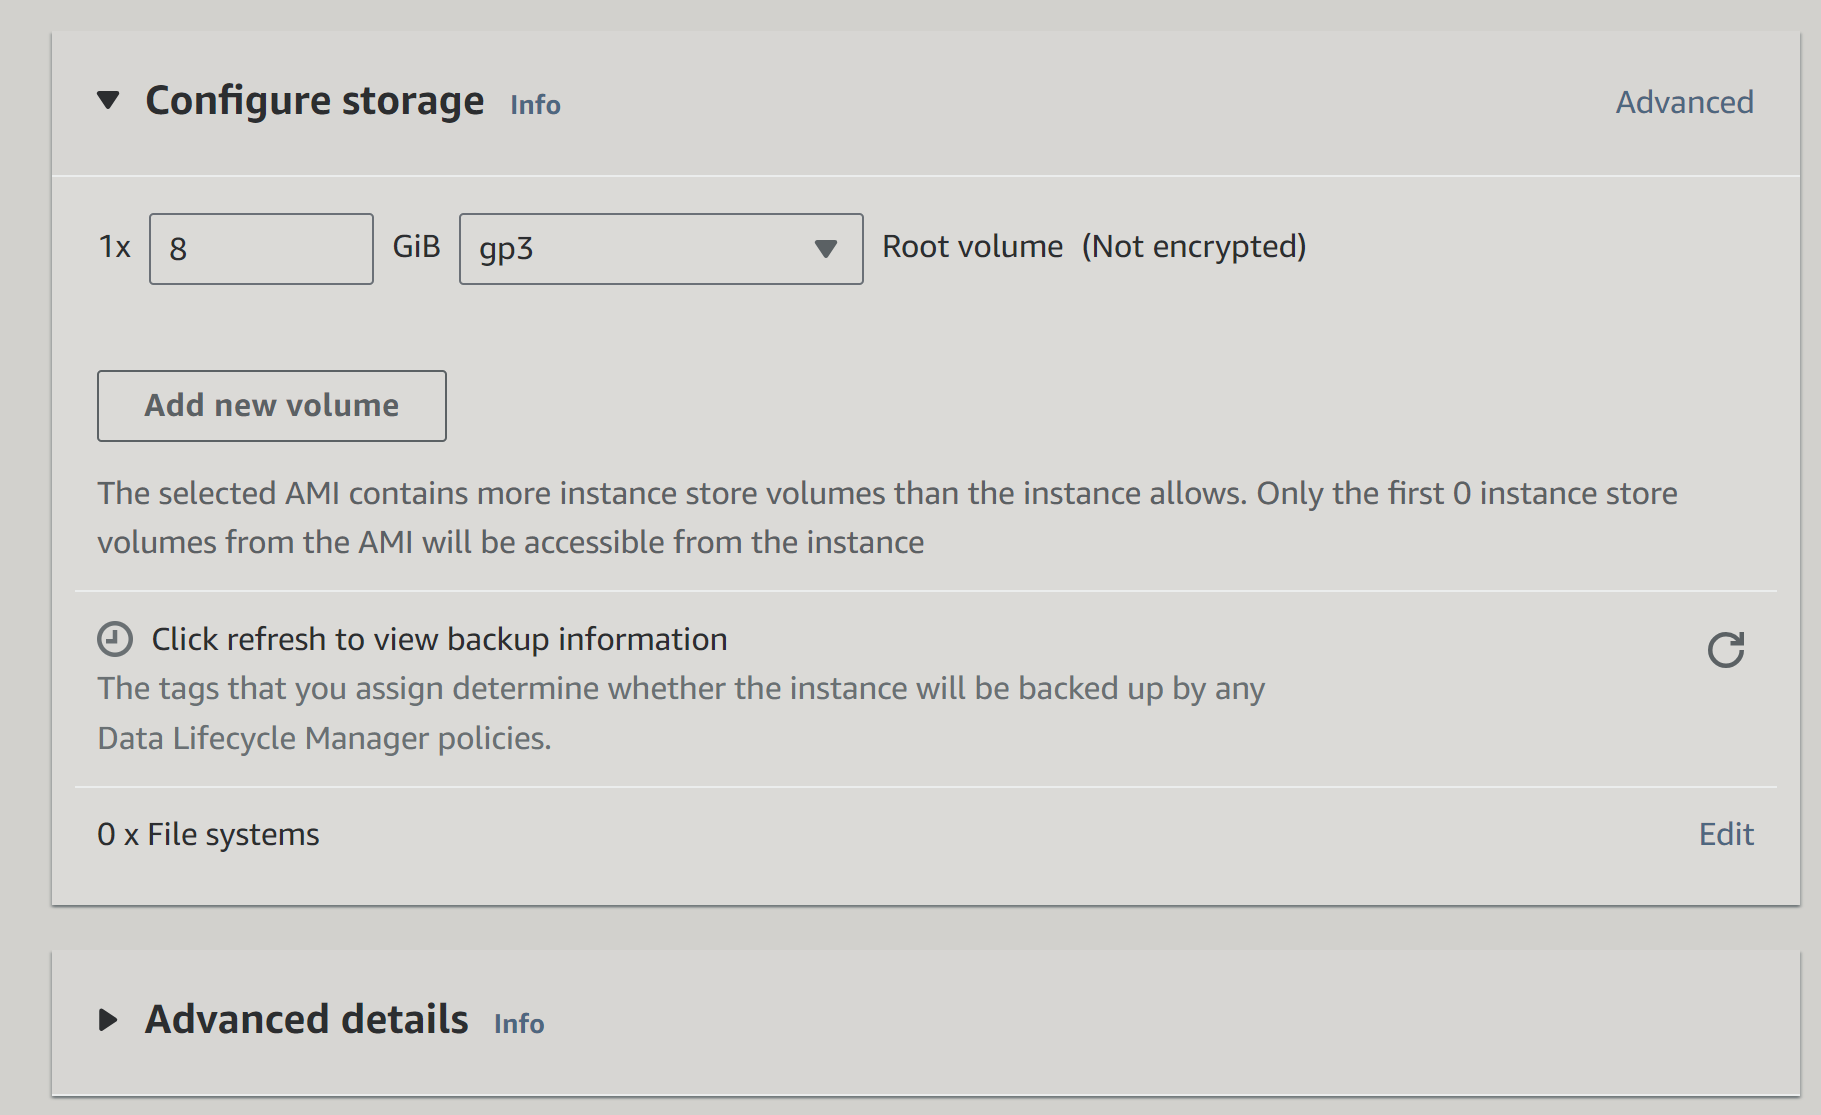 Configure storage Info Advanced
1x 8 GiB gp3 Root volume (Not encrypted)
Add new volume
The selected AMI contains more instance store volumes than the instance allows. Only the first 0 instance store
volumes from the AMI will be accessible from the instance
Click refresh to view backup information
The tags that you assign determine whether the instance will be backed up by any
Data Lifecycle Manager policies.
0 x File systems Edit
Advanced details Info